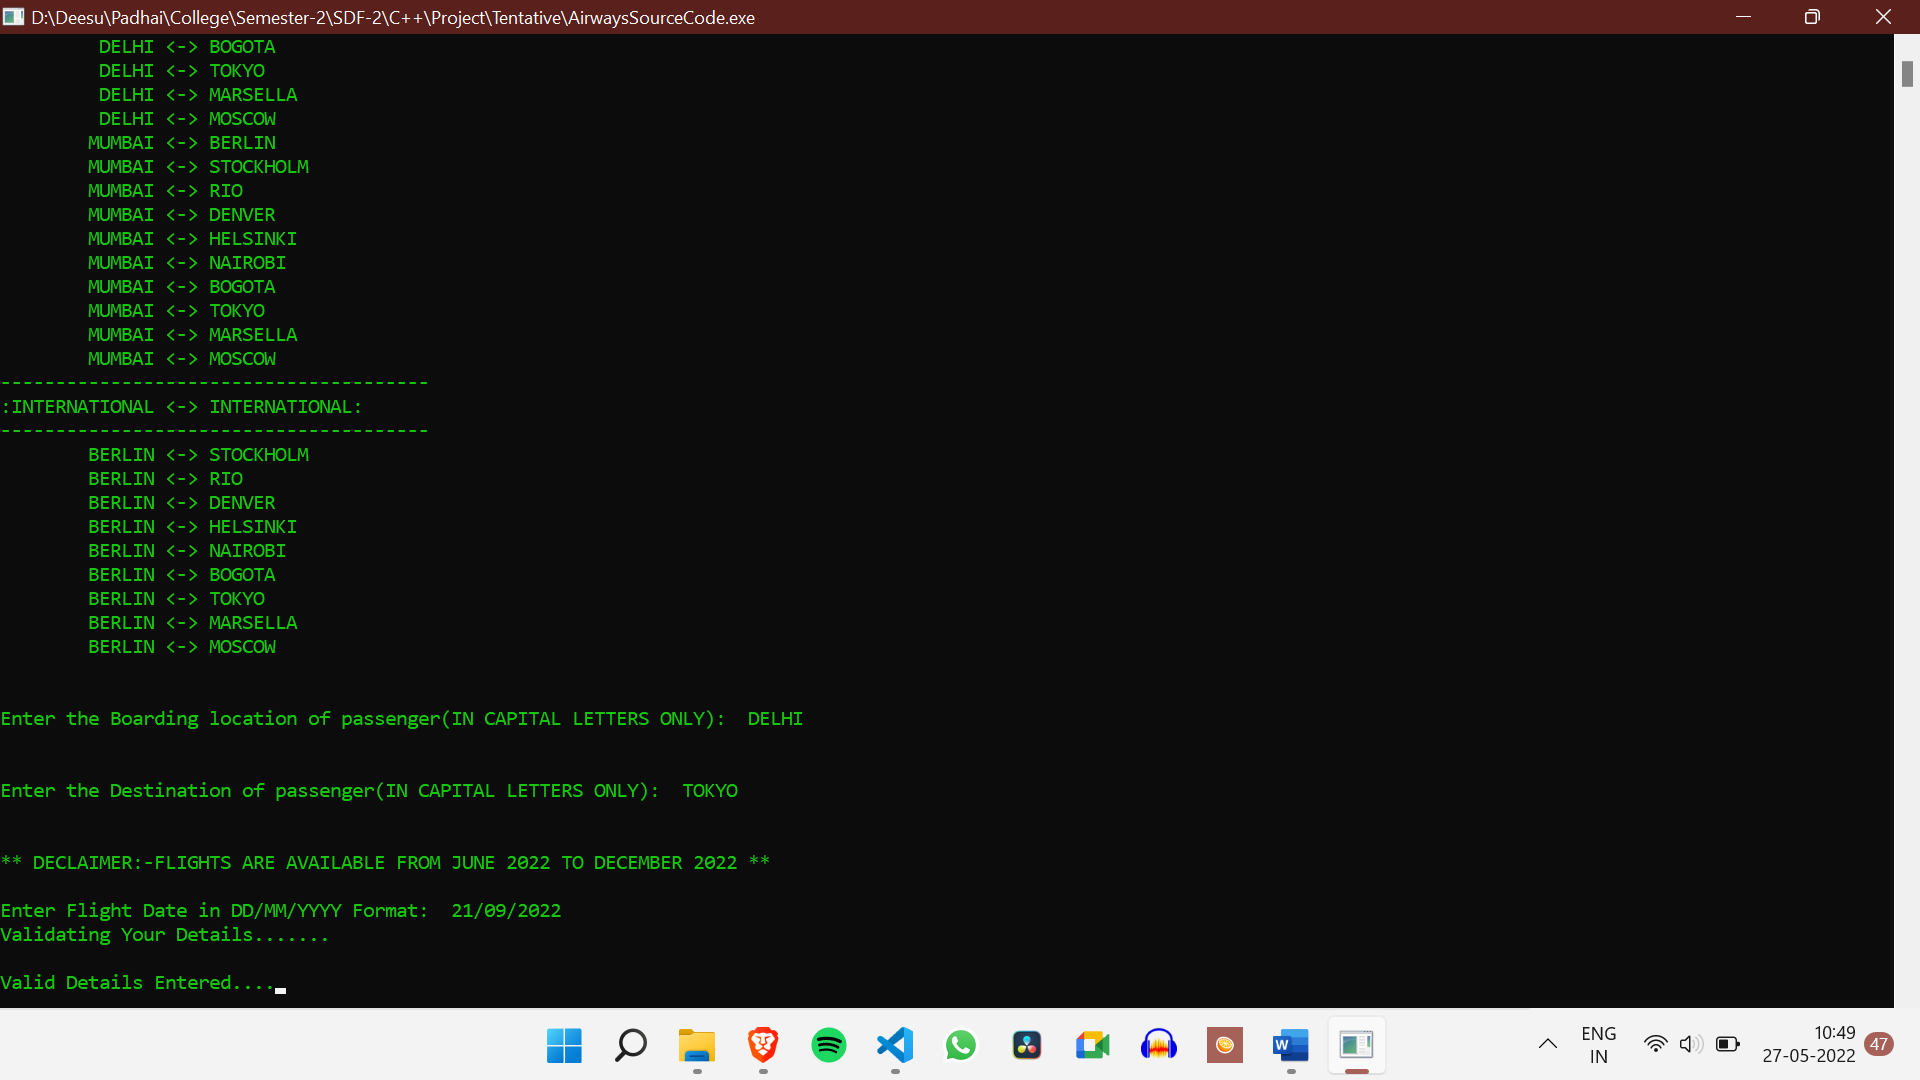 D:\Deesu\Padhai\College\Semester-2\SDF-2\C++\Project\Tentative\AirwaysSourceCode.exe
DELHI <-> BOGOTA
DELHI <-> TOKYO
DELHI <-> MARSELLA
DELHI <-> MOSCOW
MUMBAI <-> BERLIN
MUMBAI <-> STOCKHOLM
MUMBAI <-> RIO
MUMBAI <-> DENVER
MUMBAI <-> HELSINKI
MUMBAI <-> NAIROBI
MUMBAI <-> BOGOTA
MUMBAI <-> TOKYO
MUMBAI <-> MARSELLA
MUMBAI <-> MOSCOW
---------------------------------------
:INTERNATIONAL <-> INTERNATIONAL:
---------------------------------------
BERLIN <-> STOCKHOLM
BERLIN <-> RIO
BERLIN <-> DENVER
BERLIN <-> HELSINKI
BERLIN <-> NAIROBI
BERLIN <-> BOGOTA
BERLIN <-> TOKYO
BERLIN <-> MARSELLA
BERLIN <-> MOSCOW
Enter the Boarding location of passenger(IN CAPITAL LETTERS ONLY):  DELHI
Enter the Destination of passenger(IN CAPITAL LETTERS ONLY):  TOKYO
** DECLAIMER:-FLIGHTS ARE AVAILABLE FROM JUNE 2022 TO DECEMBER 2022 **
Enter Flight Date in DD/MM/YYYY Format:  21/09/2022
Validating Your Details.......
Valid Details Entered....
W
ENG
IN
10:49
27-05-2022
47